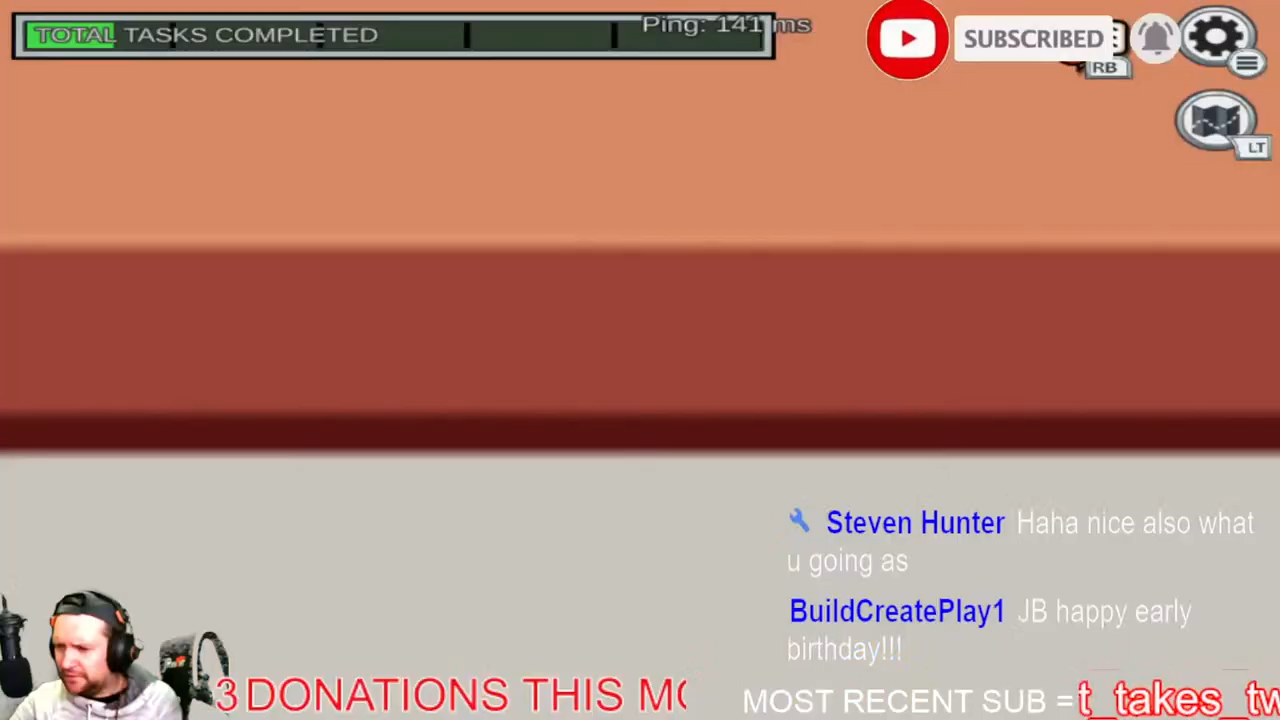 TOTAL TASKS COMPLETED
Ping: 141 ms
SUBSCRIBED
RB
LT
Steven Hunter Haha nice also what
u going as
BuildCreatePlay1 JB happy early
birthday!!!
3 DONATIONS THIS
MOST RECENT SUB = t_takes_tw